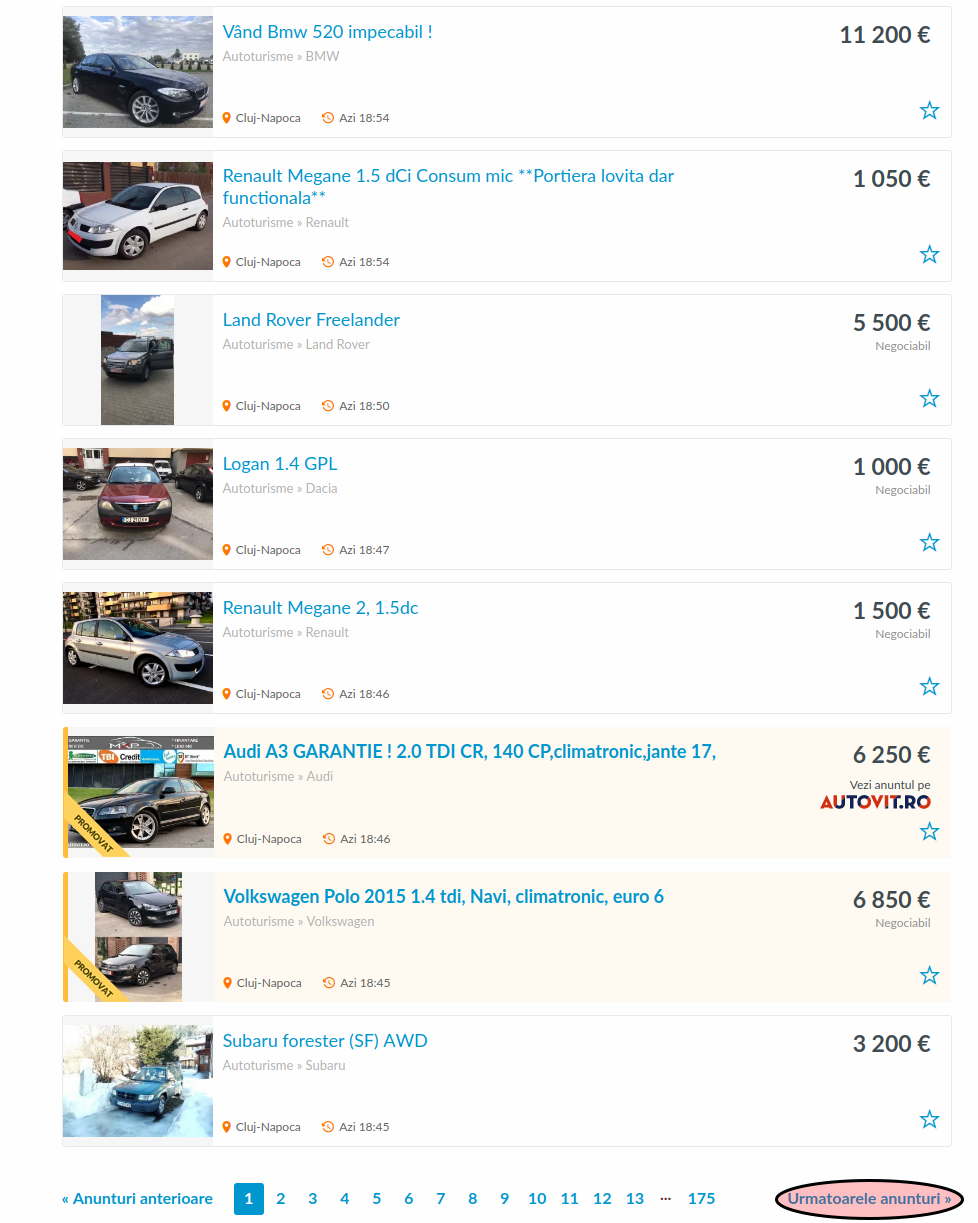 Vând Bmw 520 impecabil !
11 200 €
Autoturisme » BMW
Cluj-Napoca Azi 18:54
Renault Megane 1.5 dCi Consum mic **Portiera lovita dar
functionala**
1 050 €
Autoturisme » Renault
Cluj-Napoca Azi 18:54
Land Rover Freelander
5 500 €
Autoturisme » Land Rover
Negociabil
Cluj-Napoca Azi 18:50
Logan 1.4 GPL
1 000 €
Autoturisme » Dacia
Negociabil
Cluj-Napoca Azi 18:47
Renault Megane 2, 1.5dc
1 500 €
Autoturisme » Renault
Negociabil
Cluj-Napoca Azi 18:46
TBI Credit
PROMOVAT
Audi A3 GARANTIE ! 2.0 TDI CR, 140 CP,climatronic,jante 17,
6 250 €
Autoturisme » Audi
Vezi anuntul pe
AUTOVIT.RO
Cluj-Napoca Azi 18:46
PROMOVAT
Volkswagen Polo 2015 1.4 tdi, Navi, climatronic, euro 6
6 850 €
Autoturisme » Volkswagen
Negociabil
Cluj-Napoca Azi 18:45
Subaru forester (SF) AWD
3 200 €
Autoturisme » Subaru
Cluj-Napoca Azi 18:45
« Anunturi anterioare 1 2 3 4 5 6 7 8 9 10 11 12 13 ... 175 Urmatoarele anunturi »